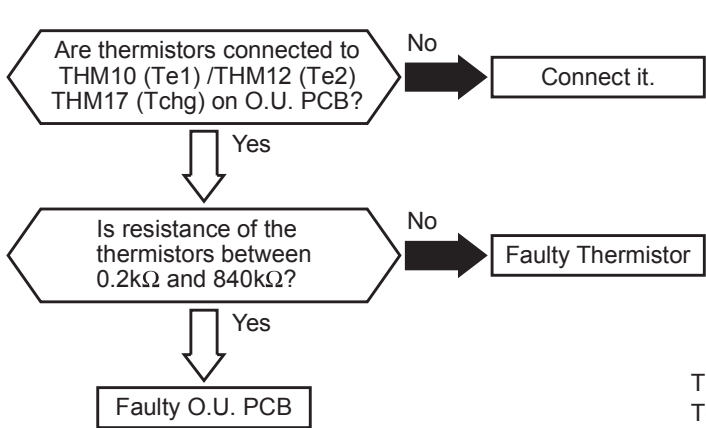 Are thermistors connected to
THM10 (Te1) /THM12 (Te2)
THM17 (Tchg) on O.U. PCB?
No
Connect it.
Yes
Is resistance of the
thermistors between
0.2kΩ and 840kΩ?
No
Faulty Thermistor
Yes
Faulty O.U. PCB
T
T